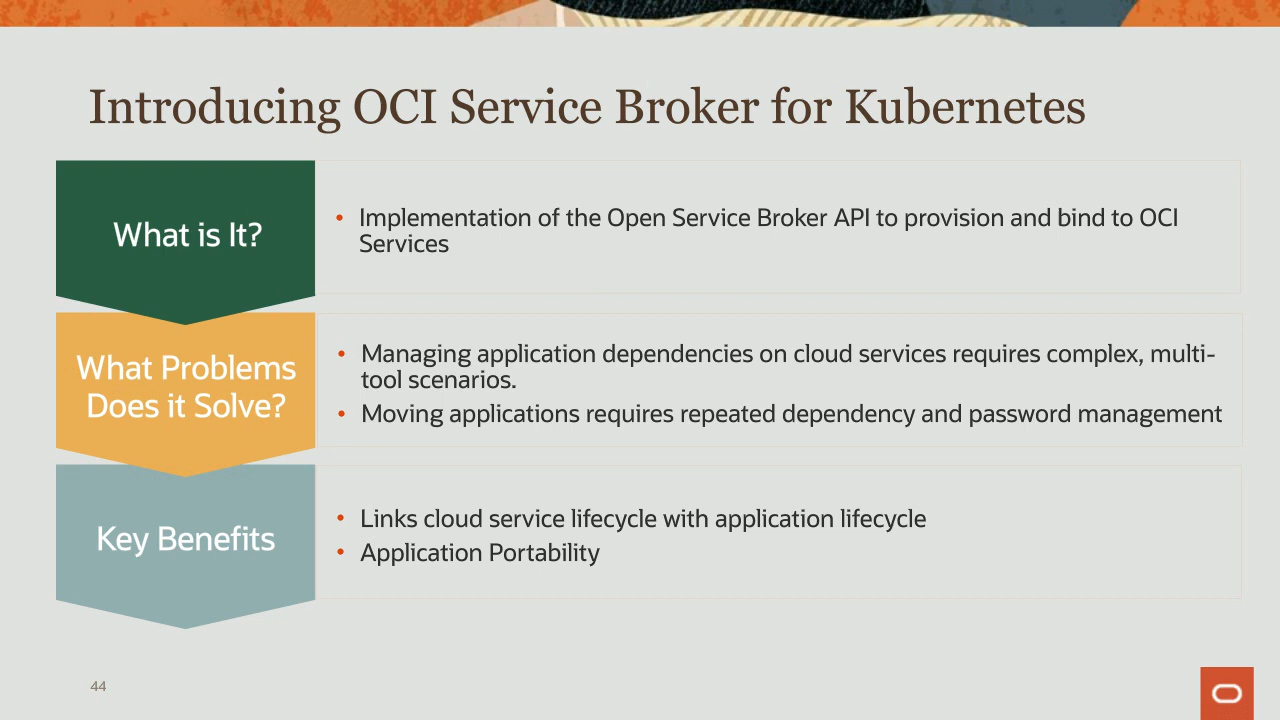 Introducing OCI Service Broker for Kubernetes
What is It?
• Implementation of the Open Service Broker API to provision and bind to OCI
Services
What Problems
Does it Solve?
• Managing application dependencies on cloud services requires complex, multi-
tool scenarios.
• Moving applications requires repeated dependency and password management
Key Benefits
• Links cloud service lifecycle with application lifecycle
• Application Portability
44